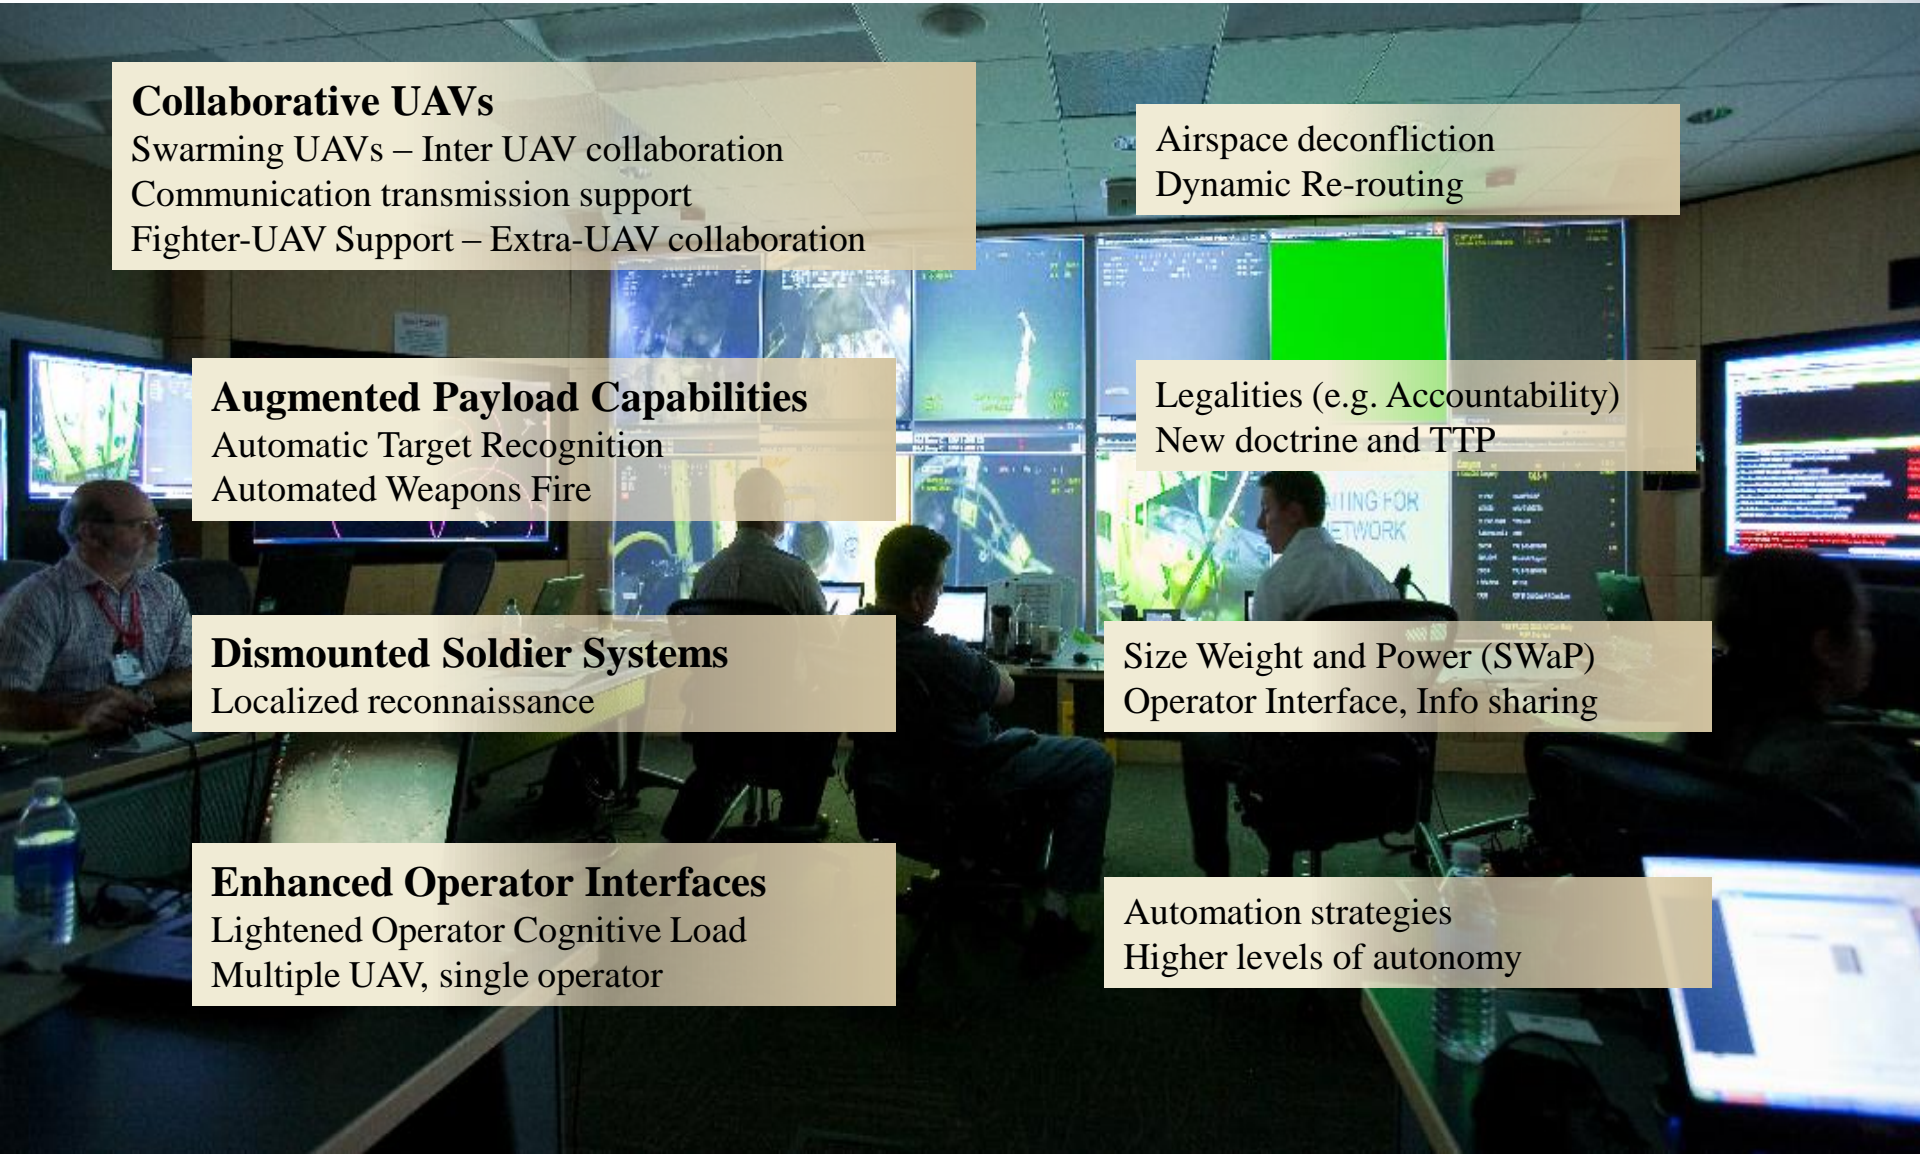 Collaborative UAVs
Swarming UAVs – Inter UAV collaboration
Communication transmission support
Fighter-UAV Support – Extra-UAV collaboration
Airspace deconfliction
Dynamic Re-routing
Augmented Payload Capabilities
Automatic Target Recognition
Automated Weapons Fire
Legalities (e.g. Accountability)
New doctrine and TTP
ITING FOR
ETWORK
Dismounted Soldier Systems
Localized reconnaissance
Size Weight and Power (SWaP)
Operator Interface, Info sharing
Enhanced Operator Interfaces
Lightened Operator Cognitive Load
Multiple UAV, single operator
Automation strategies
Higher levels of autonomy